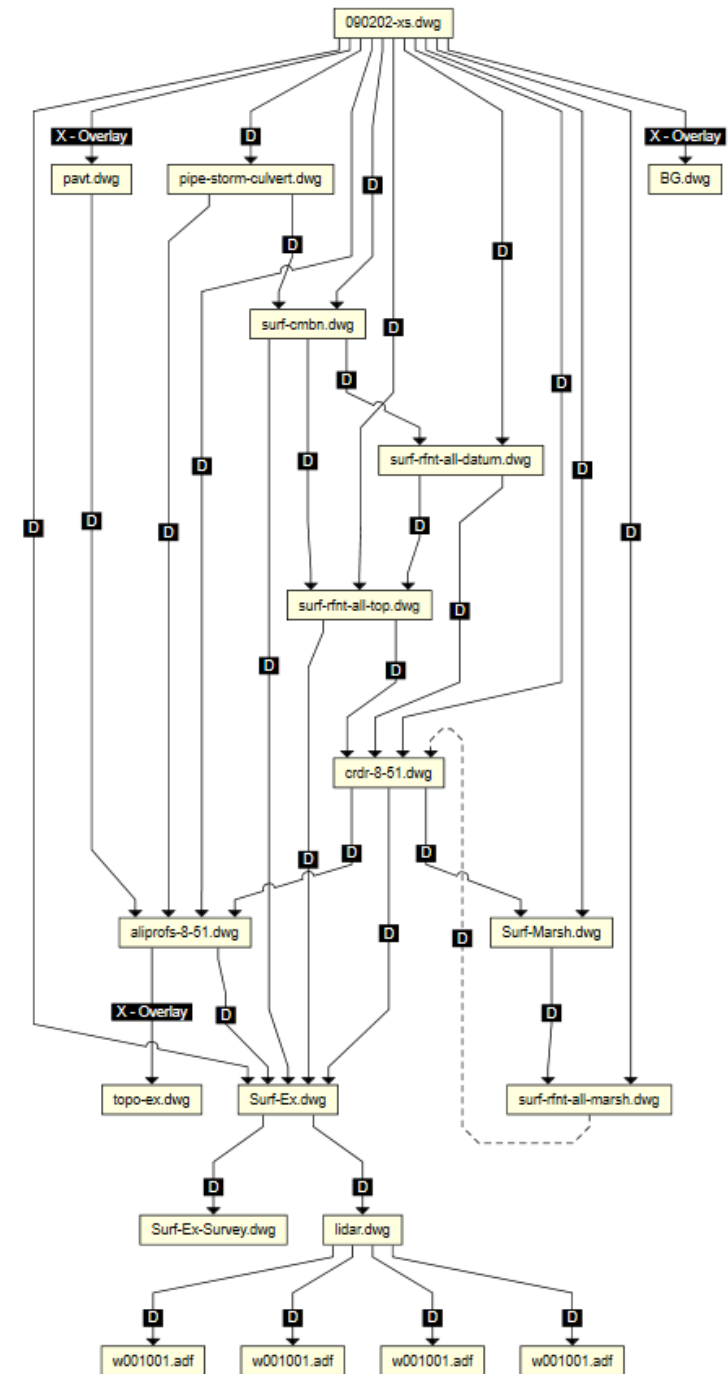 090202-xs.dwg
X - Overlay
D
X - Overlay
pavt.dwg
pipe-storm-culvert.dwg
BG.dwg
D
D
D
surf-cmbn.dwg
D
D
D
surf-rfnt-all-datum.dwg
D
D
D
D
D
D
D
D
D
surf-rfnt-all-top.dwg
D
D
D
crdr-8-51.dwg
D
D
D
aliprofs-8-51.dwg
D
D
Surf-Marsh.dwg
X - Overlay
D
D
topo-ex.dwg
Surf-Ex.dwg
surf-rfnt-all-marsh.dwg
D
D
Surf-Ex-Survey.dwg
lidar.dwg
D
D
D
D
w001001.adf
w001001.adf
w001001.adf
w001001.adf